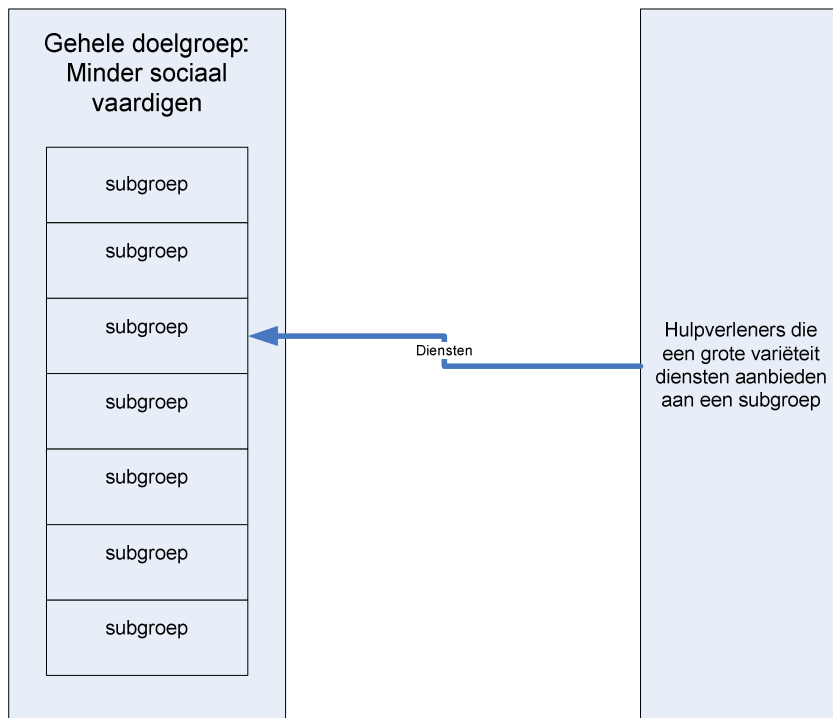 Gehele doelgroep:
Minder sociaal
vaardigen
subgroep
subgroep
subgroep
subgroep
subgroep
subgroep
subgroep
Diensten
Hulpverleners die
een grote variëteit
diensten aanbieden
aan een subgroep